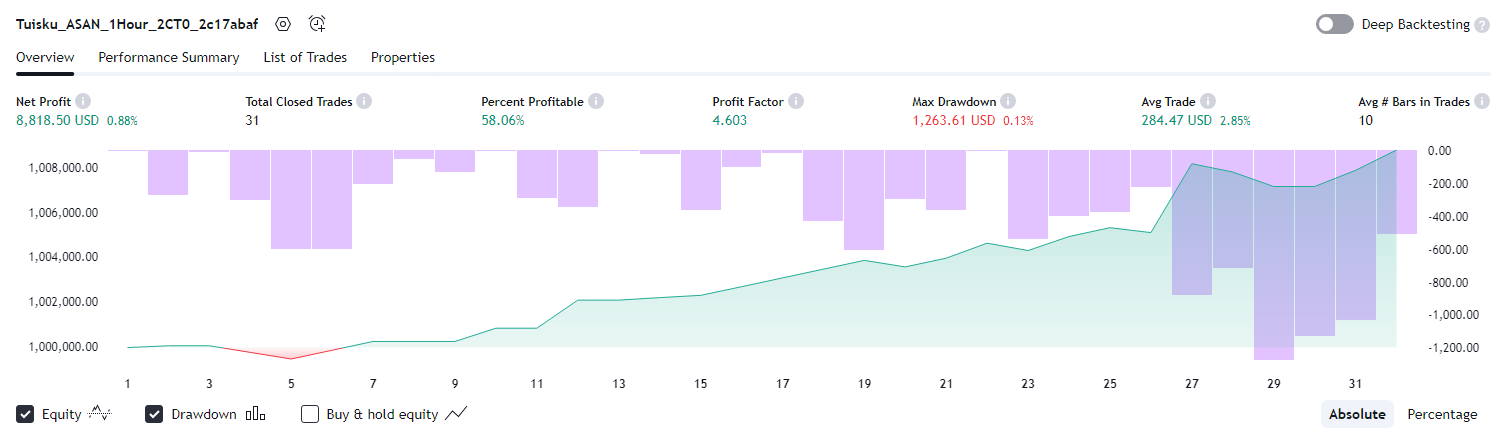 Tuisku_ASAN_1Hour_2CT0_2c17abaf
Deep Backtesting ?
Overview Performance Summary List of Trades Properties
Net Profit Total Closed Trades Percent Profitable Profit Factor Max Drawdown Avg Trade Avg # Bars in Trades
8,818.50 USD 0.88% 31 58.06% 4.603 1,263.61 USD 0.13% 284.47 USD 2.85% 10
1,008,000.00
1,006,000.00
1,004,000.00
1,002,000.00
1,000,000.00
0.00
-200.00
-400.00
-600.00
-800.00
-1,000.00
-1,200.00
1 3 5 7 9 11 13 15 17 19 21 23 25 27 29 31
Equity Drawdown Buy & hold equity Absolute Percentage